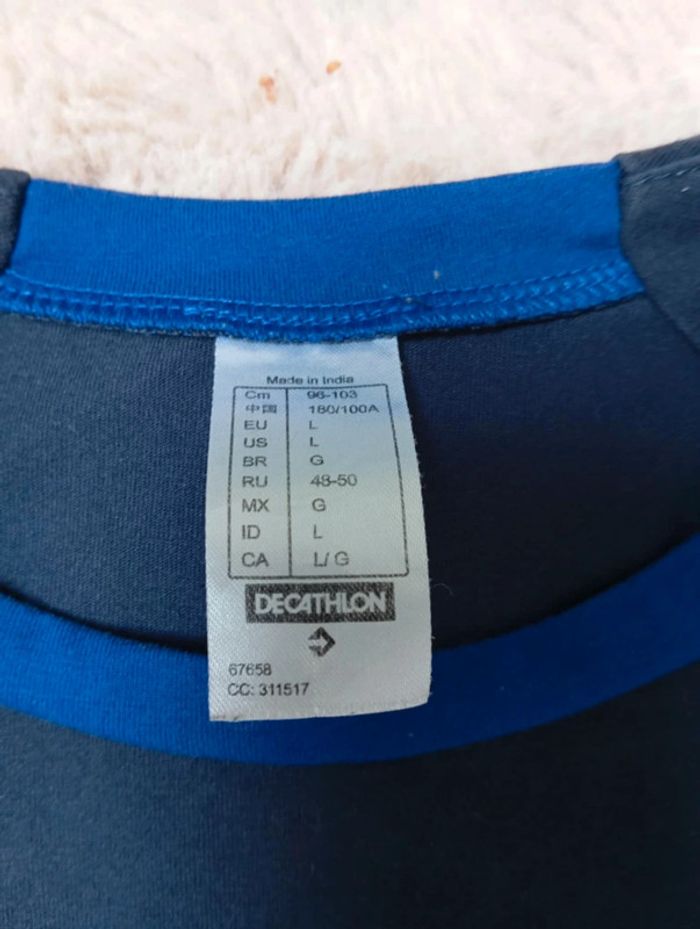 Made in India
Cm 96-103
中国 180/100A
EU L
US L
BR G
RU 48-50
MX G
ID L
CA L/G
DECATHLON
67658
CC: 311517